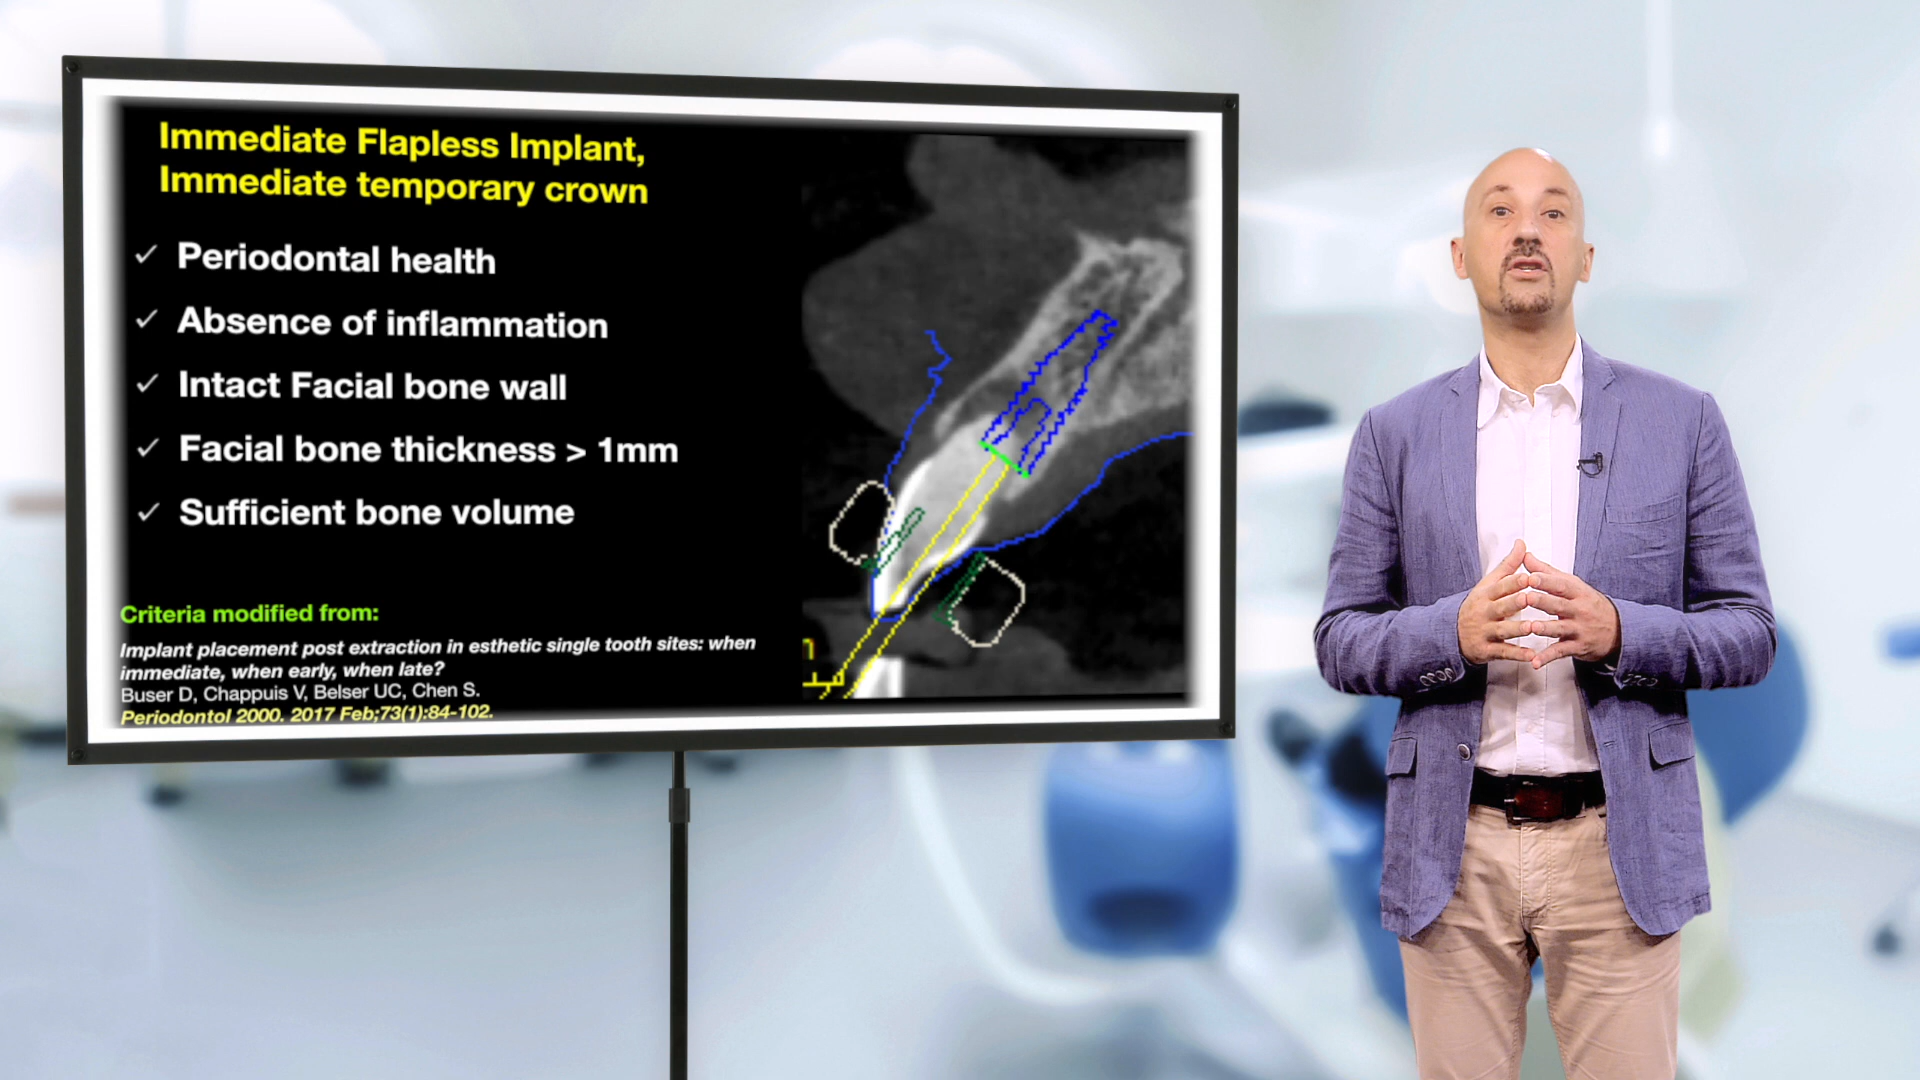 Immediate Flapless Implant,
Immediate temporary crown
✓ Periodontal health
✓ Absence of inflammation
✓ Intact Facial bone wall
✓ Facial bone thickness > 1mm
✓ Sufficient bone volume
Criteria modified from:
Implant placement post extraction in esthetic single tooth sites: when
immediate, when early, when late?
Buser D, Chappuis V, Belser UC, Chen S.
Periodontol 2000. 2017 Feb;73(1):84-102.